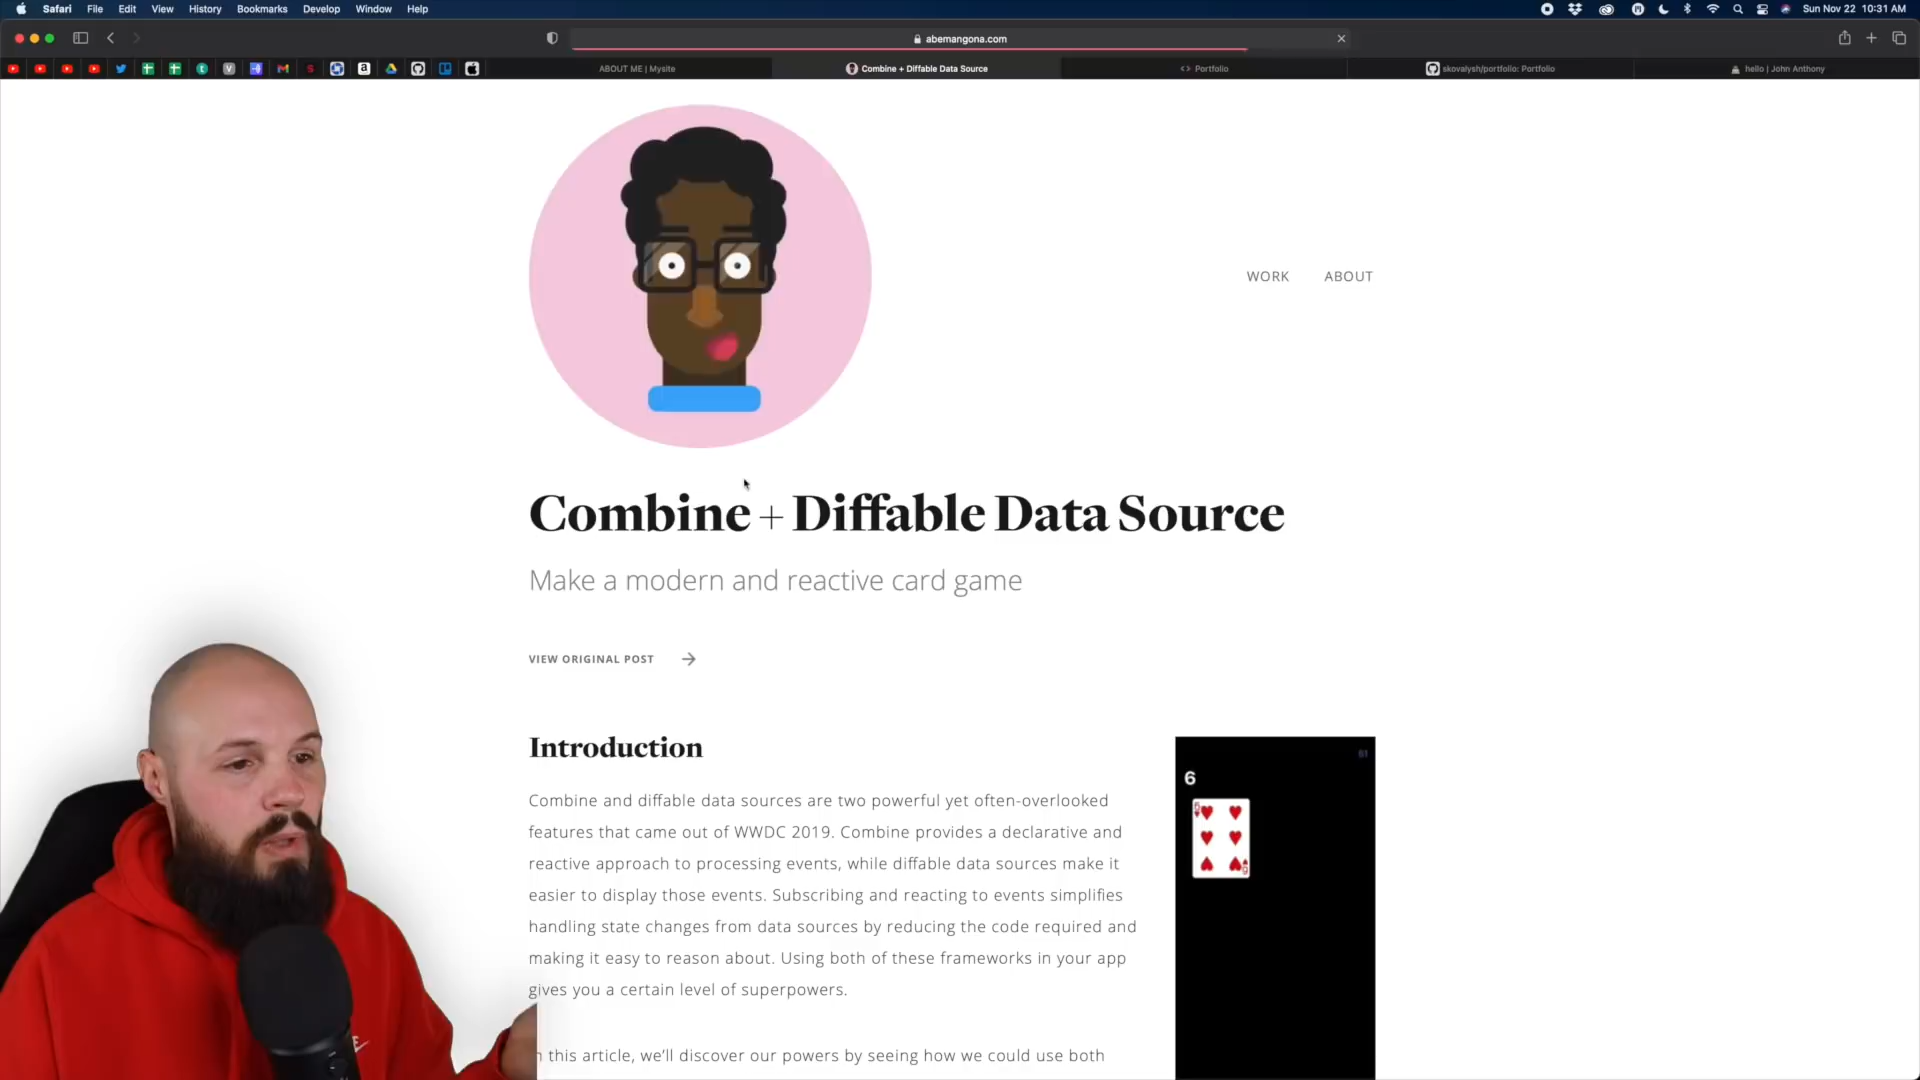 Safari File Edit View History Bookmarks Develop Window Help
Sun Nov 22 10:31 AM
abemangona.com
ABOUT ME | Mysite
Combine + Diffable Data Source
<> Portfolio
skovalysh/portfolio: Portfolio
hello | John Anthony
WORK ABOUT
Combine + Diffable Data Source
Make a modern and reactive card game
VIEW ORIGINAL POST
Introduction
Combine and diffable data sources are two powerful yet often-overlooked
features that came out of WWDC 2019. Combine provides a declarative and
reactive approach to processing events, while diffable data sources make it
easier to display those events. Subscribing and reacting to events simplifies
handling state changes from data sources by reducing the code required and
making it easy to reason about. Using both of these frameworks in your app
gives you a certain level of superpowers.
this article, we'll discover our powers by seeing how we could use both
51
6
6
6